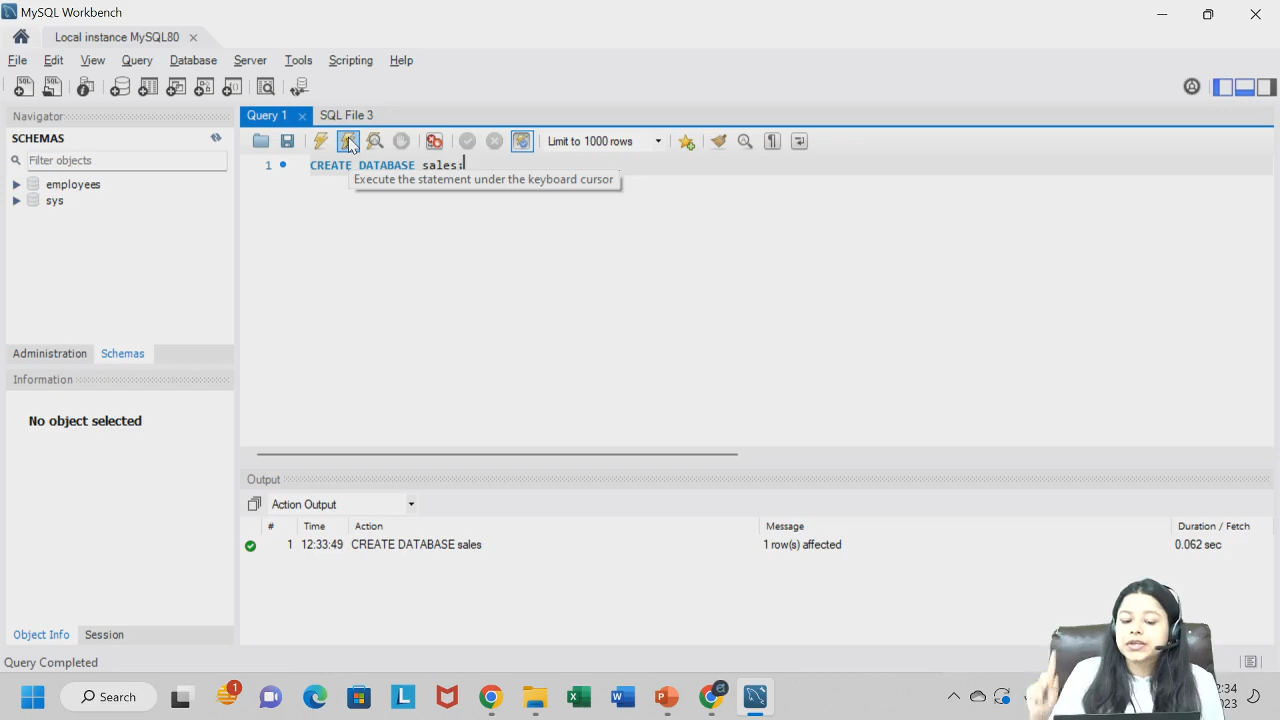 MySQL Workbench
Local instance MySQL80
File Edit View Query Database Server Tools Scripting Help
Navigator
SCHEMAS
Filter objects
employees
sys
Administration Schemas
Information
No object selected
Object Info Session
Query Completed
Query 1 SQL File 3
Limit to 1000 rows
1 CREATE DATABASE sales;
Execute the statement under the keyboard cursor
Output
Action Output
# Time Action Message Duration / Fetch
1 12:33:49 CREATE DATABASE sales 1 row(s) affected 0.062 sec
Search